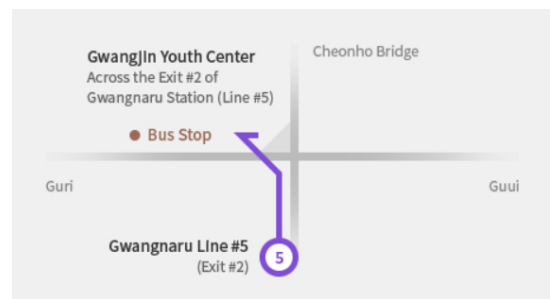 GwangJin Youth Center
Across the Exit #2 of
Gwangnaru Station (Line #5)
Cheonho Bridge
Bus Stop
Guri
Guui
Gwangnaru Line #5
(Exit #2)
5